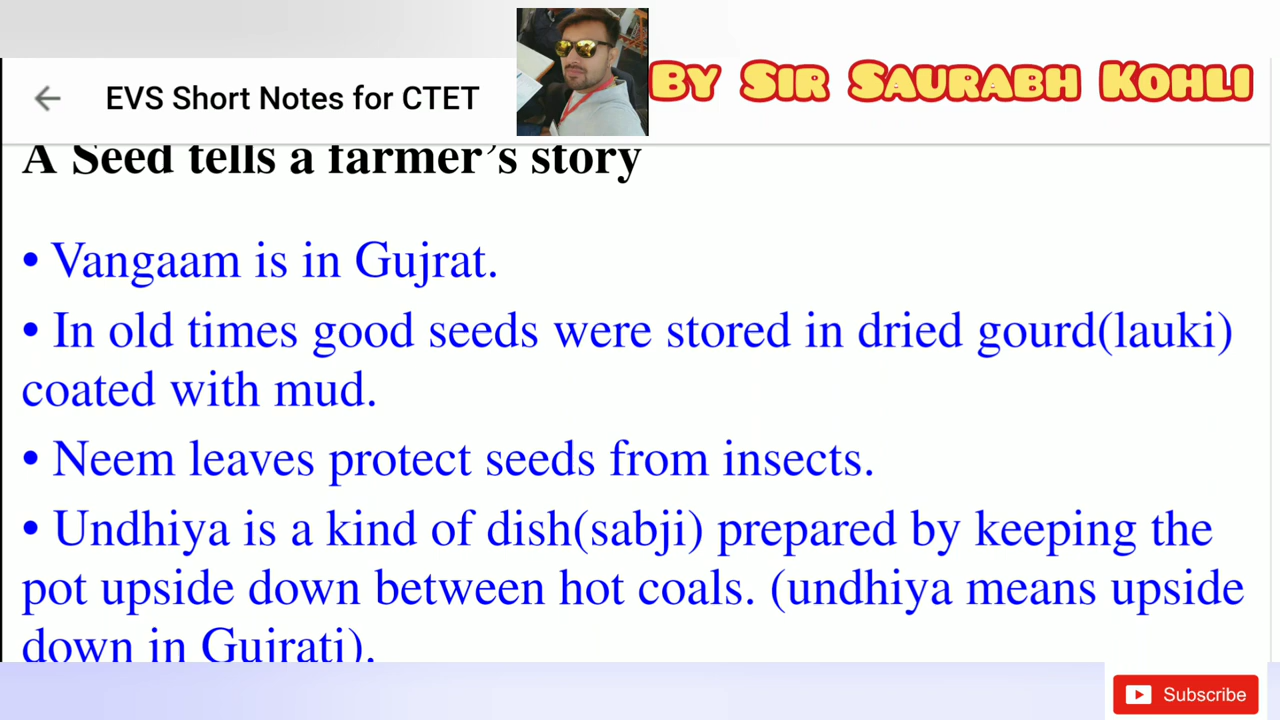 By Sir Saurabh Kohli
EVS Short Notes for CTET
A Seed tells a farmer's story
• Vangaam is in Gujrat.
• In old times good seeds were stored in dried gourd(lauki)
coated with mud.
• Neem leaves protect seeds from insects.
• Undhiya is a kind of dish(sabji) prepared by keeping the
pot upside down between hot coals. (undhiya means upside
down in Gujrati).
Subscribe